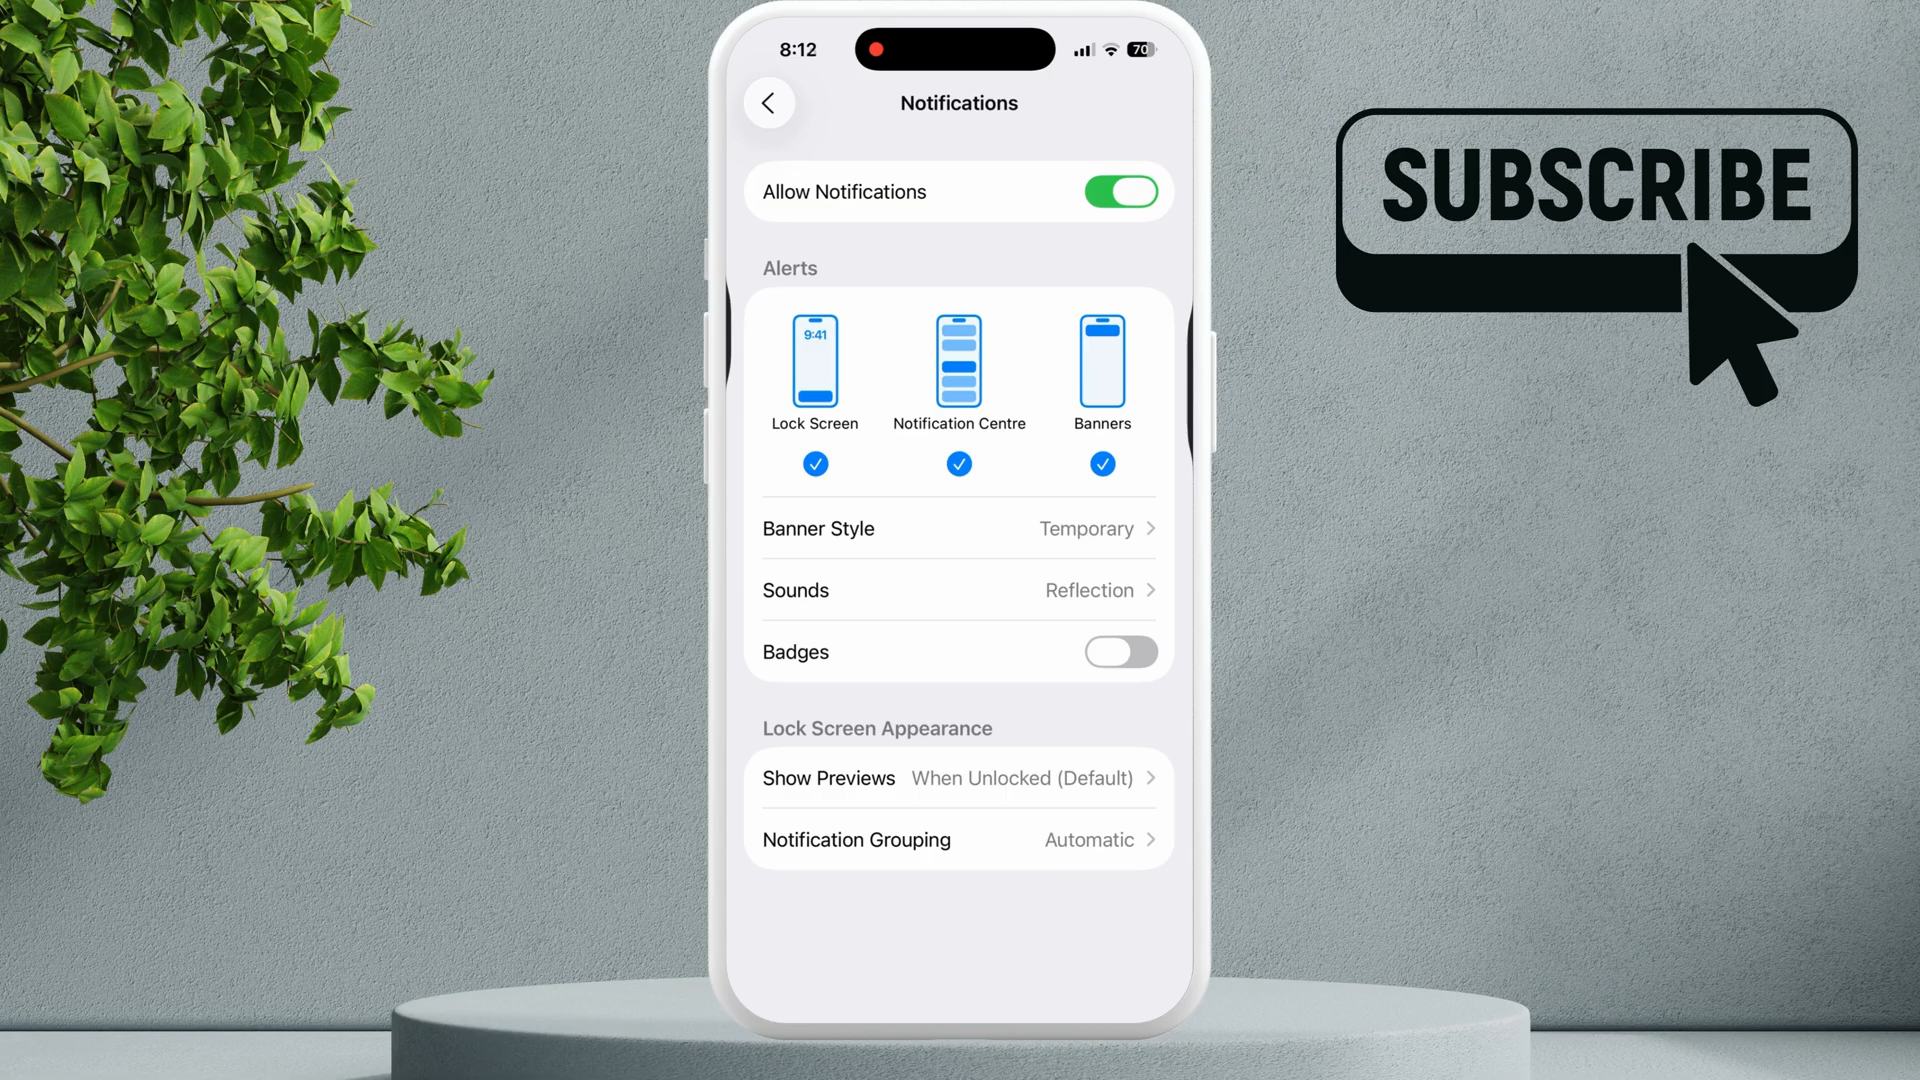 8:12
70
Notifications
Allow Notifications
Alerts
9:41
Lock Screen
Notification Centre
Banners
Banner Style
Temporary
Sounds
Reflection
Badges
Lock Screen Appearance
Show Previews
When Unlocked (Default)
Notification Grouping
Automatic
SUBSCRIBE